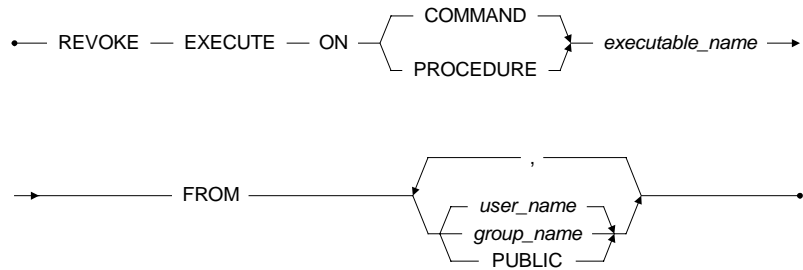 COMMAND
REVOKE EXECUTE ON executable_name
PROCEDURE
,
FROM
user_name
group_name
PUBLIC